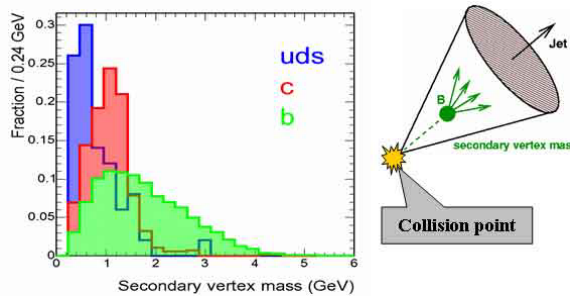 Fraction / 0.24 GeV
0.3
0.25
0.2
0.15
0.1
0.05
0
0 1 2 3 4 5 6
Secondary vertex mass (GeV)
uds
c
b
Jet
B
secondary vertex mass
Collision point